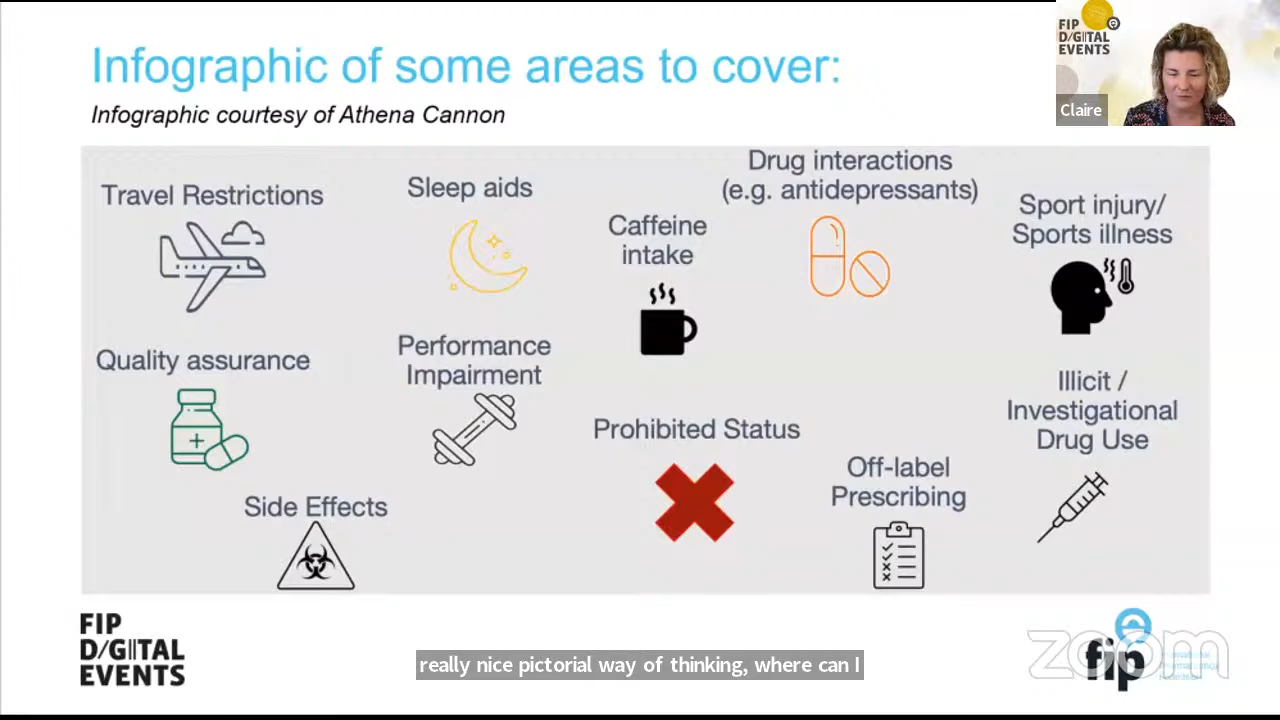 Infographic of some areas to cover:
Infographic courtesy of Athena Cannon
FIP
D/G|TAL
EVENTS
Claire
Travel Restrictions
Sleep aids
Caffeine
intake
Drug interactions
(e.g. antidepressants)
Sport injury/
Sports illness
Quality assurance
Performance
Impairment
Prohibited Status
Illicit /
Investigational
Drug Use
Off-label
Prescribing
Side Effects
FIP
D/G|TAL
EVENTS
really nice pictorial way of thinking, where can I
zoom
fip